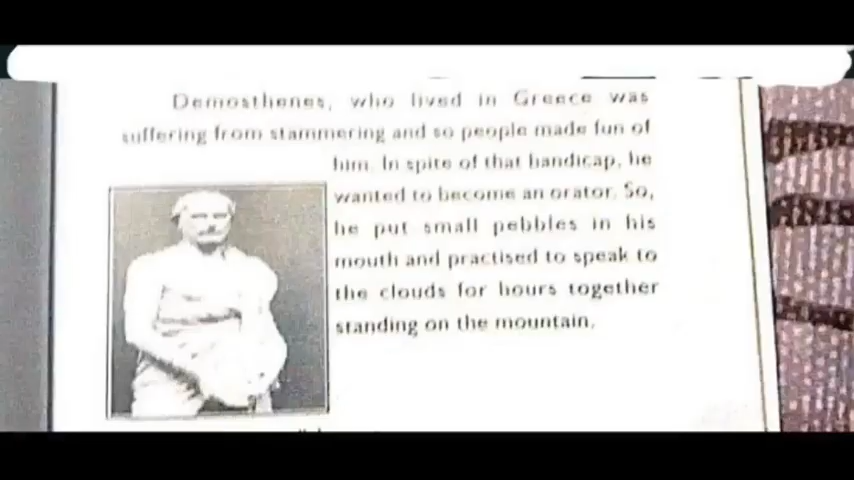 Demosthenes, who lived in Greece was
suffering from stammering and so people made fun of
him. In spite of that handicap, he
wanted to become an orator. So,
he put small pebbles in his
mouth and practised to speak to
the clouds for hours together
standing on the mountain.